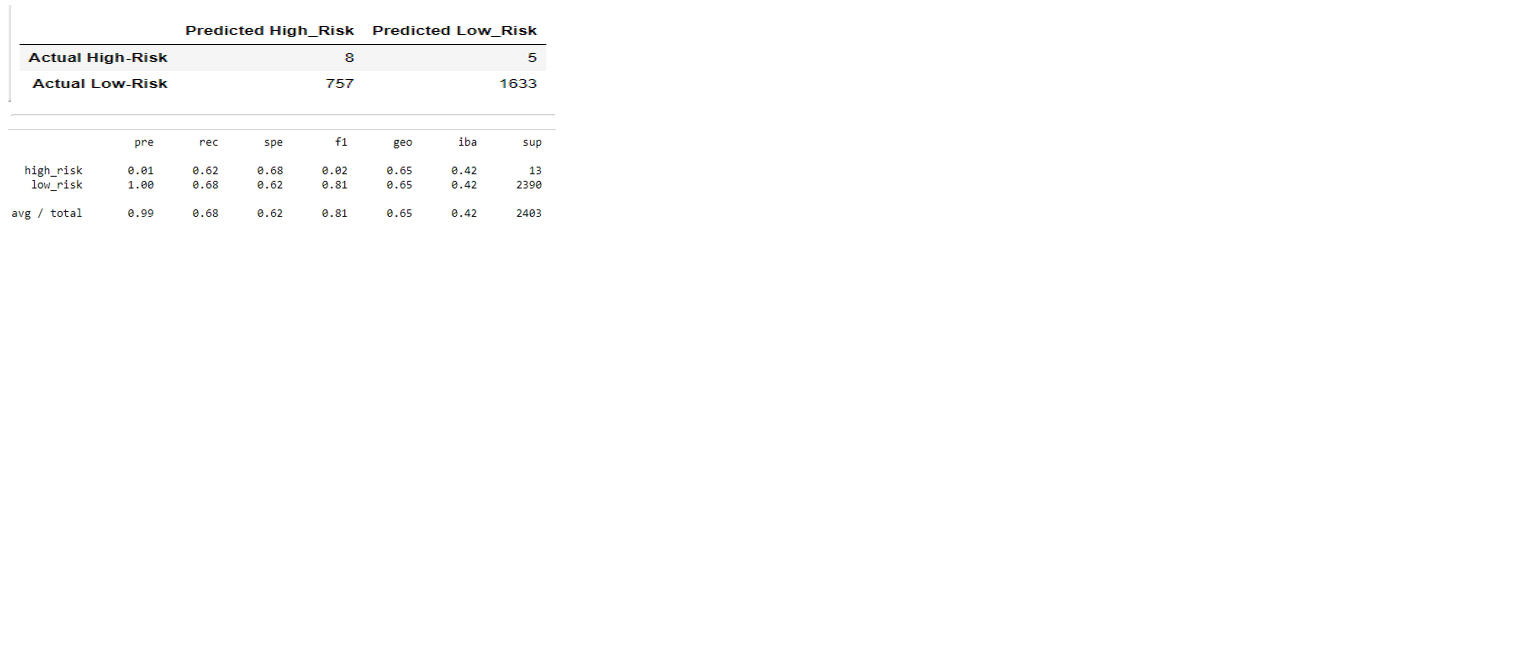 Predicted High_Risk Predicted Low_Risk
Actual High-Risk 8 5
Actual Low-Risk 757 1633
pre rec spe f1 geo iba sup
high_risk 0.01 0.62 0.68 0.02 0.65 0.42 13
low_risk 1.00 0.68 0.62 0.81 0.65 0.42 2390
avg / total 0.99 0.68 0.62 0.81 0.65 0.42 2403